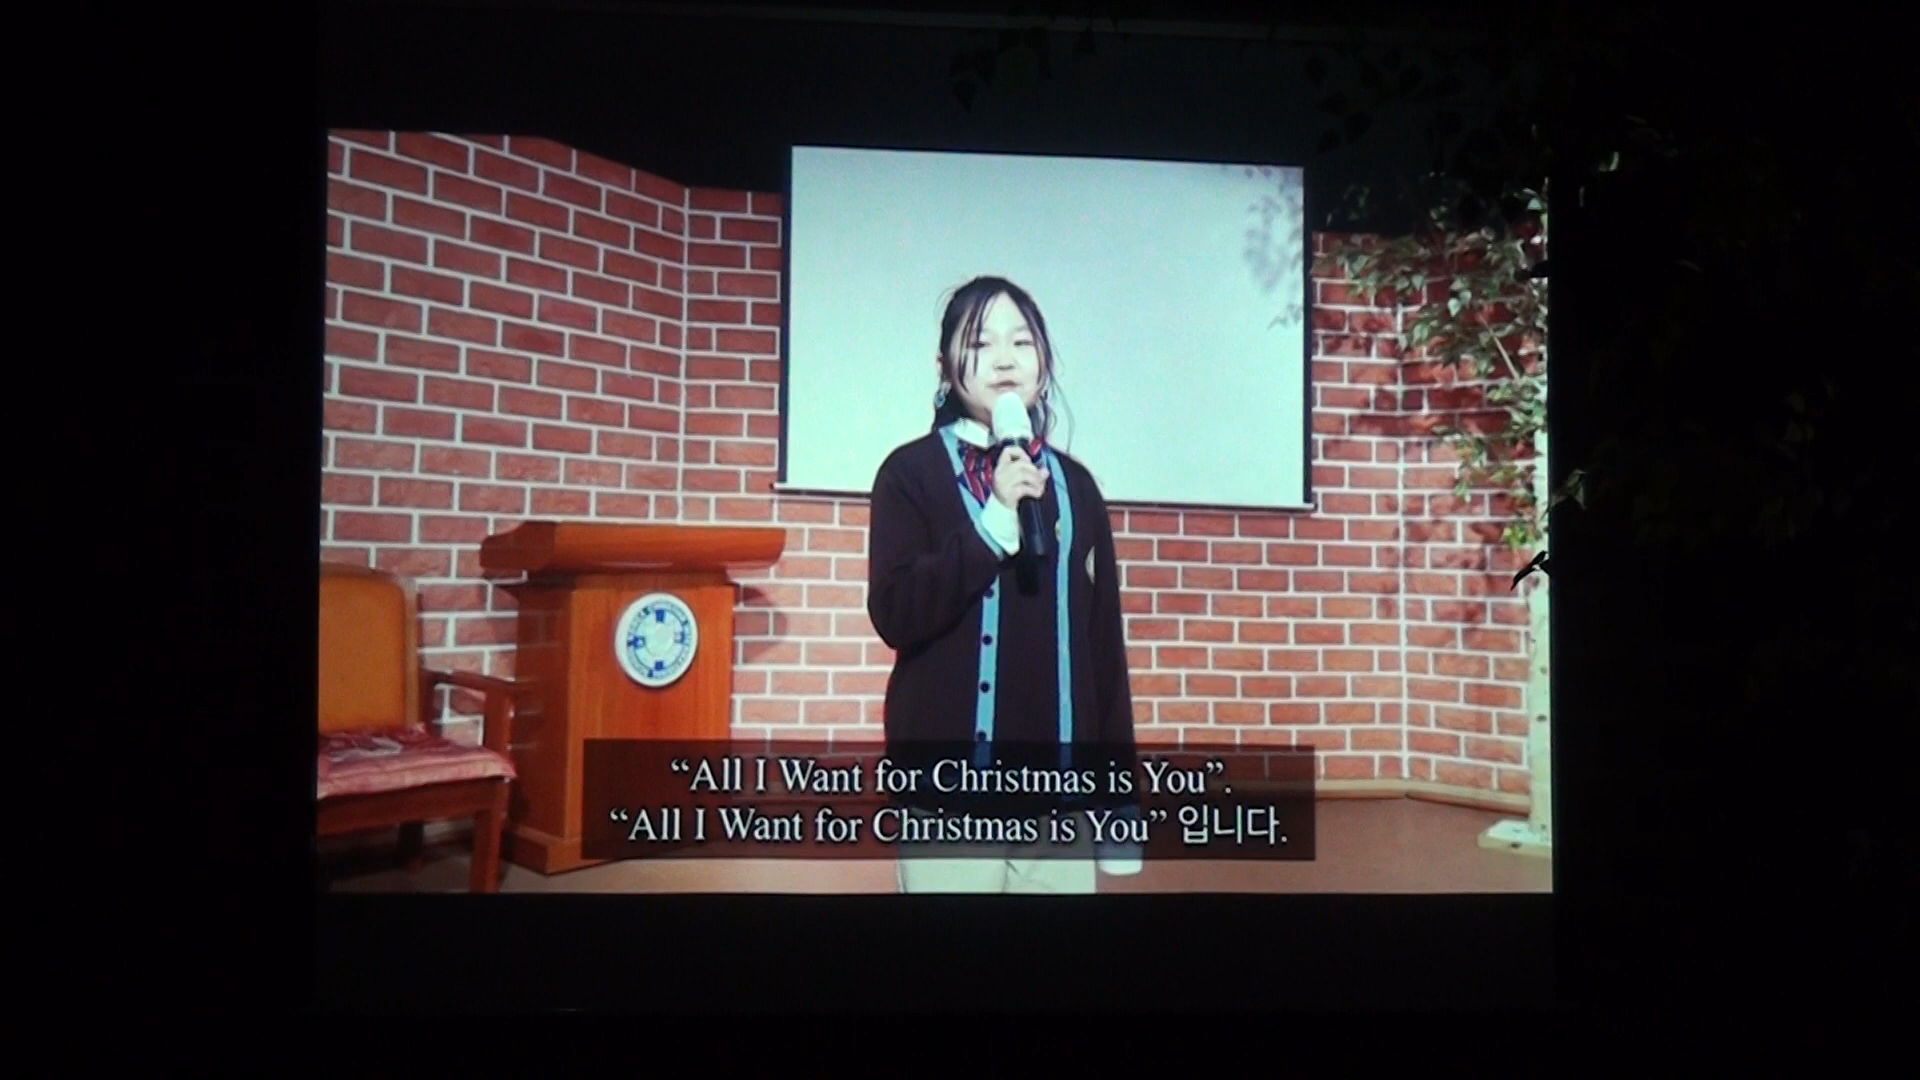 “All I Want for Christmas is You”.
“All I Want for Christmas is You” 입니다.